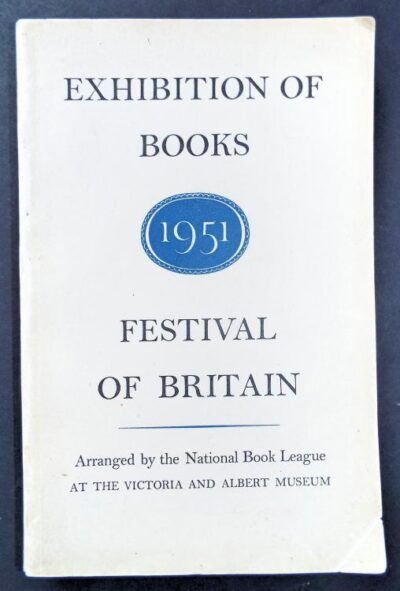 EXHIBITION OF
BOOKS
1951
FESTIVAL
OF BRITAIN
Arranged by the National Book League
AT THE VICTORIA AND ALBERT MUSEUM